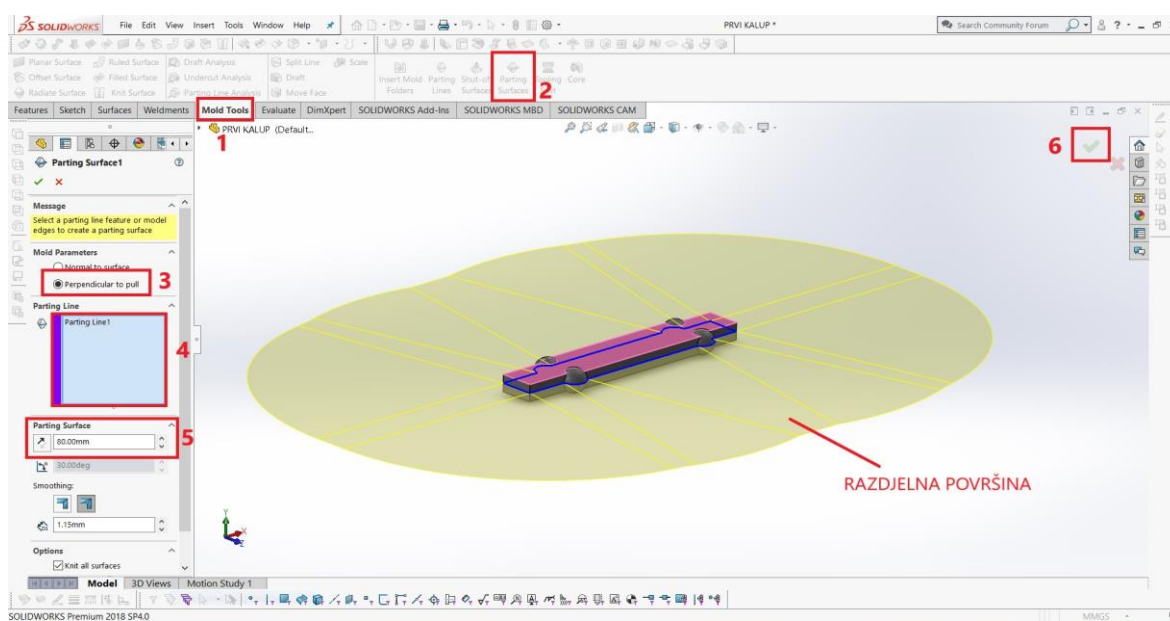 SOLIDWORKS File Edit View Insert Tools Window Help PRVI KALUP * Search Community Forum
Planar Surface Ruled Surface Draft Analysis Split Line Scale
Offset Surface Filled Surface Undercut Analysis Draft
Radiate Surface Knit Surface Parting Line Analysis Move Face
Insert Mold Parting Shut-off Parting Core
Folders Lines Surfaces Surfaces
2
Features Sketch Surfaces Weldments Mold Tools Evaluate DimXpert SOLIDWORKS Add-Ins SOLIDWORKS MBD SOLIDWORKS CAM
PRVI KALUP (Default...
1
6
Parting Surface1
Message
Select a parting line feature or model
edges to create a parting surface
Mold Parameters
Normal to surface
Perpendicular to pull
3
Parting Line
Parting Line1
4
Parting Surface
80.00mm
5
30.00deg
Smoothing:
1.15mm
Options
Knit all surfaces
RAZDJELNA POVRŠINA
Y
X
Z
Model 3D Views Motion Study 1
SOLIDWORKS Premium 2018 SP4.0 MMGS